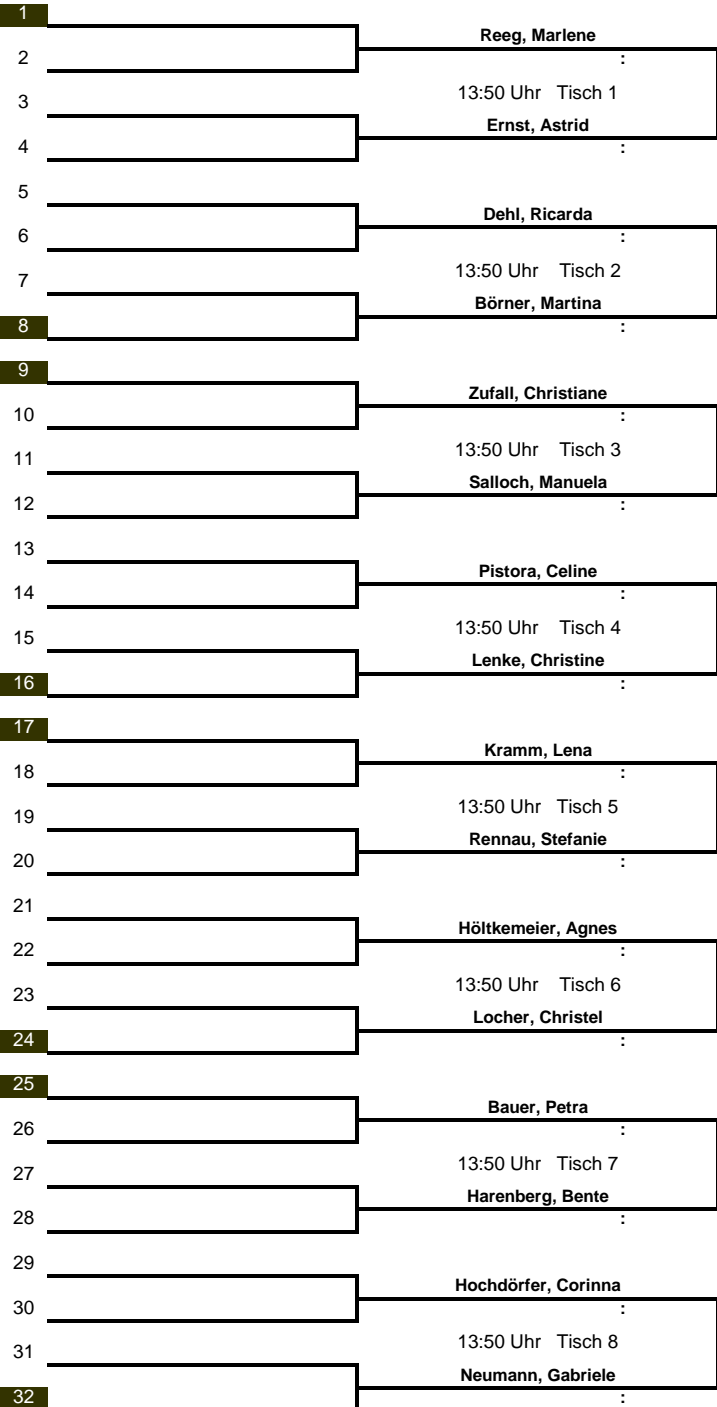 1
Reeg, Marlene
2 :
13:50 Uhr Tisch 1
3
Ernst, Astrid
4 :
5
Dehl, Ricarda
6 :
13:50 Uhr Tisch 2
7
Börner, Martina
8 :
9
Zufall, Christiane
10 :
13:50 Uhr Tisch 3
11
Salloch, Manuela
12 :
13
Pistora, Celine
14 :
13:50 Uhr Tisch 4
15
Lenke, Christine
16 :
17
Kramm, Lena
18 :
13:50 Uhr Tisch 5
19
Rennau, Stefanie
20 :
21
Höltkemeier, Agnes
22 :
13:50 Uhr Tisch 6
23
Locher, Christel
24 :
25
Bauer, Petra
26 :
13:50 Uhr Tisch 7
27
Harenberg, Bente
28 :
29
Hochdörfer, Corinna
30 :
13:50 Uhr Tisch 8
31
Neumann, Gabriele
32 :